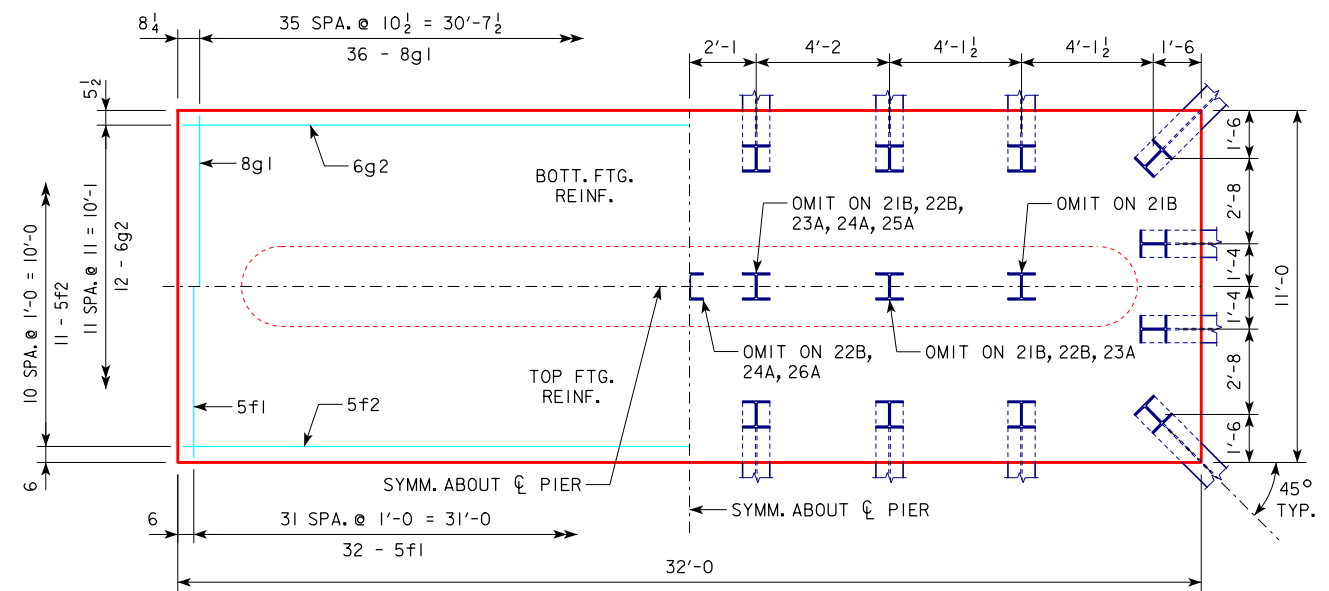 8¼
35 SPA. @ 10½ = 30'-7½
36 - 8g1
2'-1
4'-2
4'-1½
4'-1½
1'-6
5½
11 SPA. @ 11 = 10'-1
12 - 6g2
10 SPA. @ 1'-0 = 10'-0
11 - 5f2
6
8g1
6g2
BOTT. FTG.
REINF.
OMIT ON 21B, 22B,
23A, 24A, 25A
OMIT ON 21B
1'-6
2'-8
1'-4
1'-4
2'-8
1'-6
11'-0
OMIT ON 22B,
24A, 26A
OMIT ON 21B, 22B, 23A
TOP FTG.
REINF.
5f1
5f2
SYMM. ABOUT ℄ PIER
SYMM. ABOUT ℄ PIER
45°
TYP.
6
31 SPA. @ 1'-0 = 31'-0
32 - 5f1
32'-0